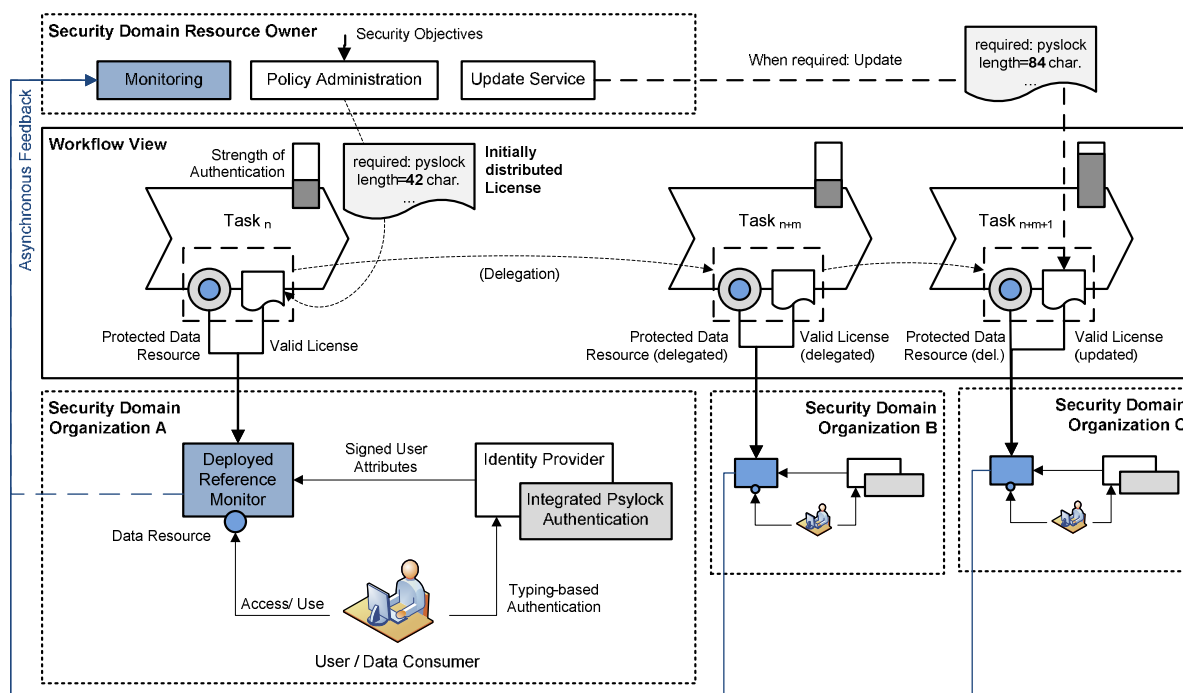 Security Domain Resource Owner
Security Objectives
Monitoring
Policy Administration
Update Service
When required: Update
required: pyslock
length=84 char.
...
Asynchronous Feedback
Workflow View
Strength of
Authentication
required: pyslock
length=42 char.
...
Initially
distributed
License
Task n
Task n+m
Task n+m+1
(Delegation)
Protected Data
Resource
Valid License
Protected Data
Resource (delegated)
Valid License
(delegated)
Protected Data
Resource (del.)
Valid License
(updated)
Security Domain
Organization A
Deployed
Reference
Monitor
Signed User
Attributes
Identity Provider
Integrated Psylock
Authentication
Data Resource
Access/ Use
Typing-based
Authentication
User / Data Consumer
Security Domain
Organization B
Security Domain
Organization C